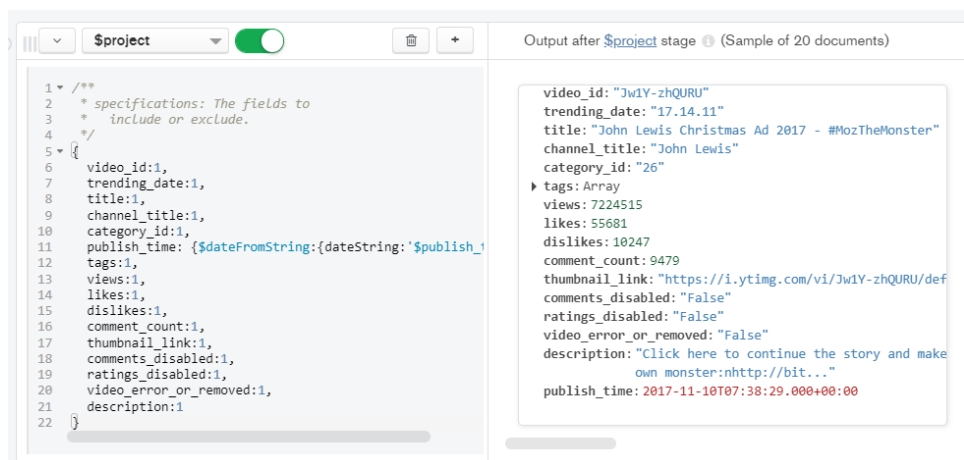 $project
Output after $project stage (Sample of 20 documents)
1 /**
2 * specifications: The fields to
3 * include or exclude.
4 */
5 {
6 video_id:1,
7 trending_date:1,
8 title:1,
9 channel_title:1,
10 category_id:1,
11 publish_time: {$dateFromString:{dateString:'$publish_t
12 tags:1,
13 views:1,
14 likes:1,
15 dislikes:1,
16 comment_count:1,
17 thumbnail_link:1,
18 comments_disabled:1,
19 ratings_disabled:1,
20 video_error_or_removed:1,
21 description:1
22 }
video_id: "Jw1Y-zhQURU"
trending_date: "17.14.11"
title: "John Lewis Christmas Ad 2017 - #MozTheMonster"
channel_title: "John Lewis"
category_id: "26"
tags: Array
views: 7224515
likes: 55681
dislikes: 10247
comment_count: 9479
thumbnail_link: "https://i.ytimg.com/vi/Jw1Y-zhQURU/def
comments_disabled: "False"
ratings_disabled: "False"
video_error_or_removed: "False"
description: "Click here to continue the story and make
own monster:nhttp://bit..."
publish_time: 2017-11-10T07:38:29.000+00:00